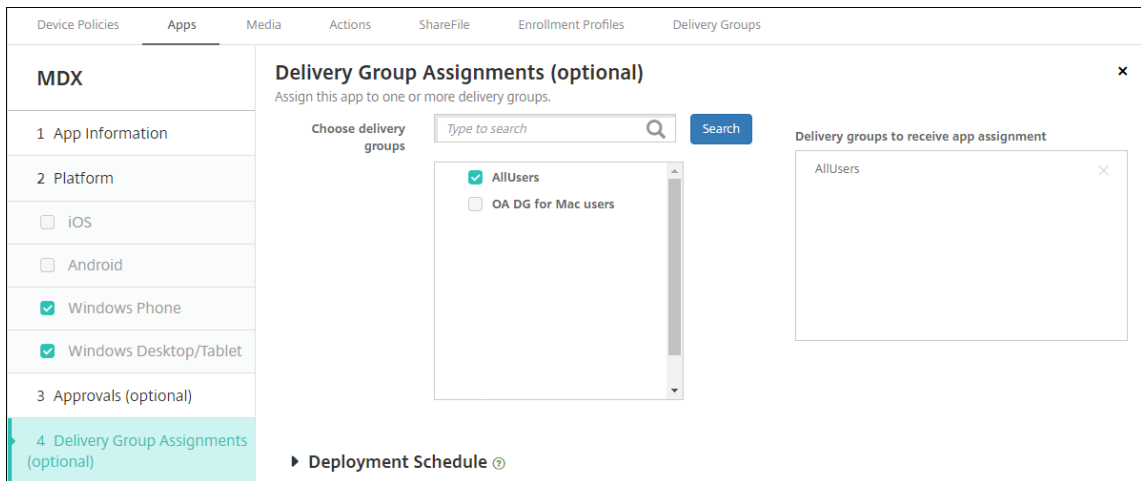 Device Policies Apps Media Actions ShareFile Enrollment Profiles Delivery Groups
MDX
1 App Information
2 Platform
iOS
Android
Windows Phone
Windows Desktop/Tablet
3 Approvals (optional)
4 Delivery Group Assignments
(optional)
Delivery Group Assignments (optional)
Assign this app to one or more delivery groups.
Choose delivery
groups
Type to search
Search
AllUsers
OA DG for Mac users
Delivery groups to receive app assignment
AllUsers
Deployment Schedule